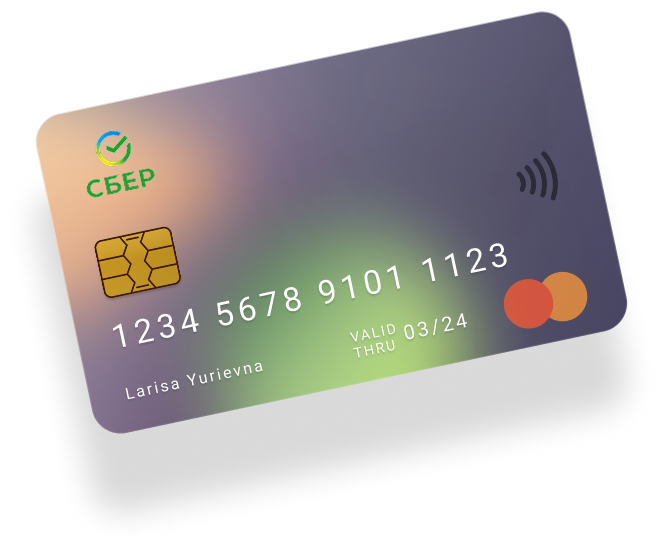 СБЕР
1234 5678 9101 1123
VALID
THRU 03/24
Larisa Yurievna